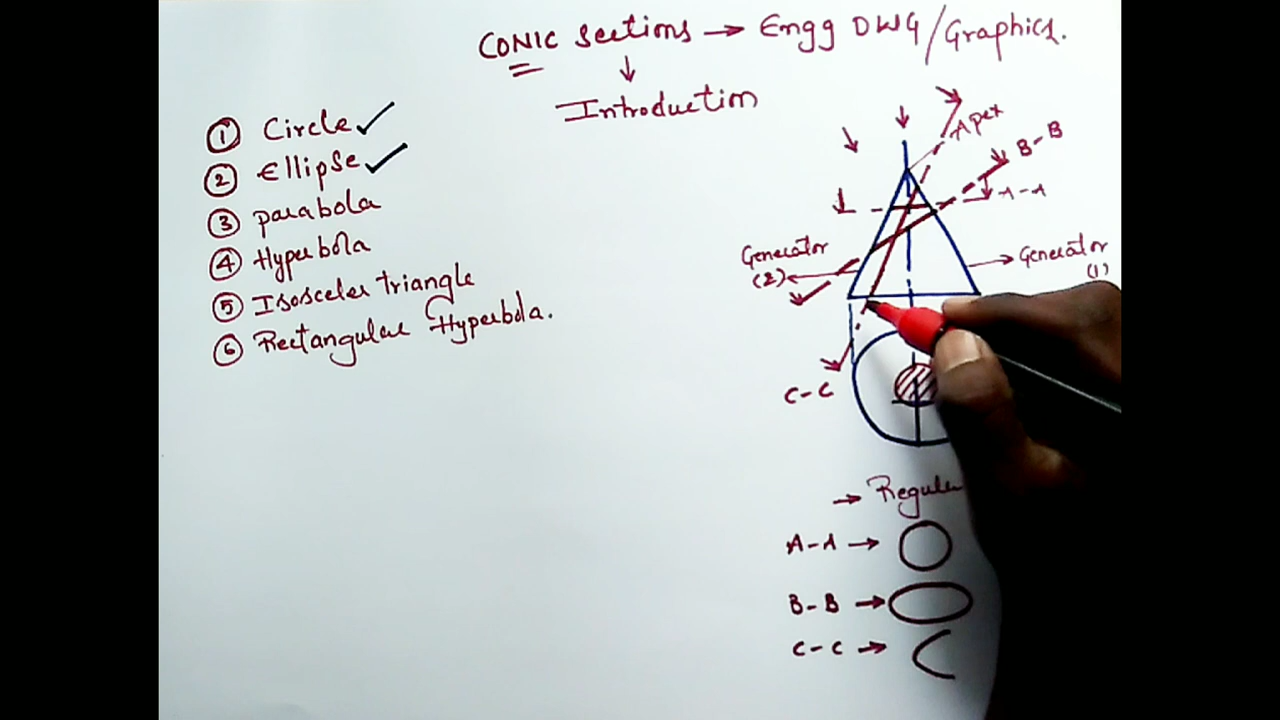 CONIC sections → Engg DWG/Graphics.
↓
Introduction
① Circle ✓
② Ellipse ✓
③ parabola
④ Hyperbola
⑤ Isosceles triangle
⑥ Rectangular Hyperbola.
Apex
B-B
A-A
Generator
(2)
Generator
(1)
C-C
→
A-A →
B-B →
C-C →